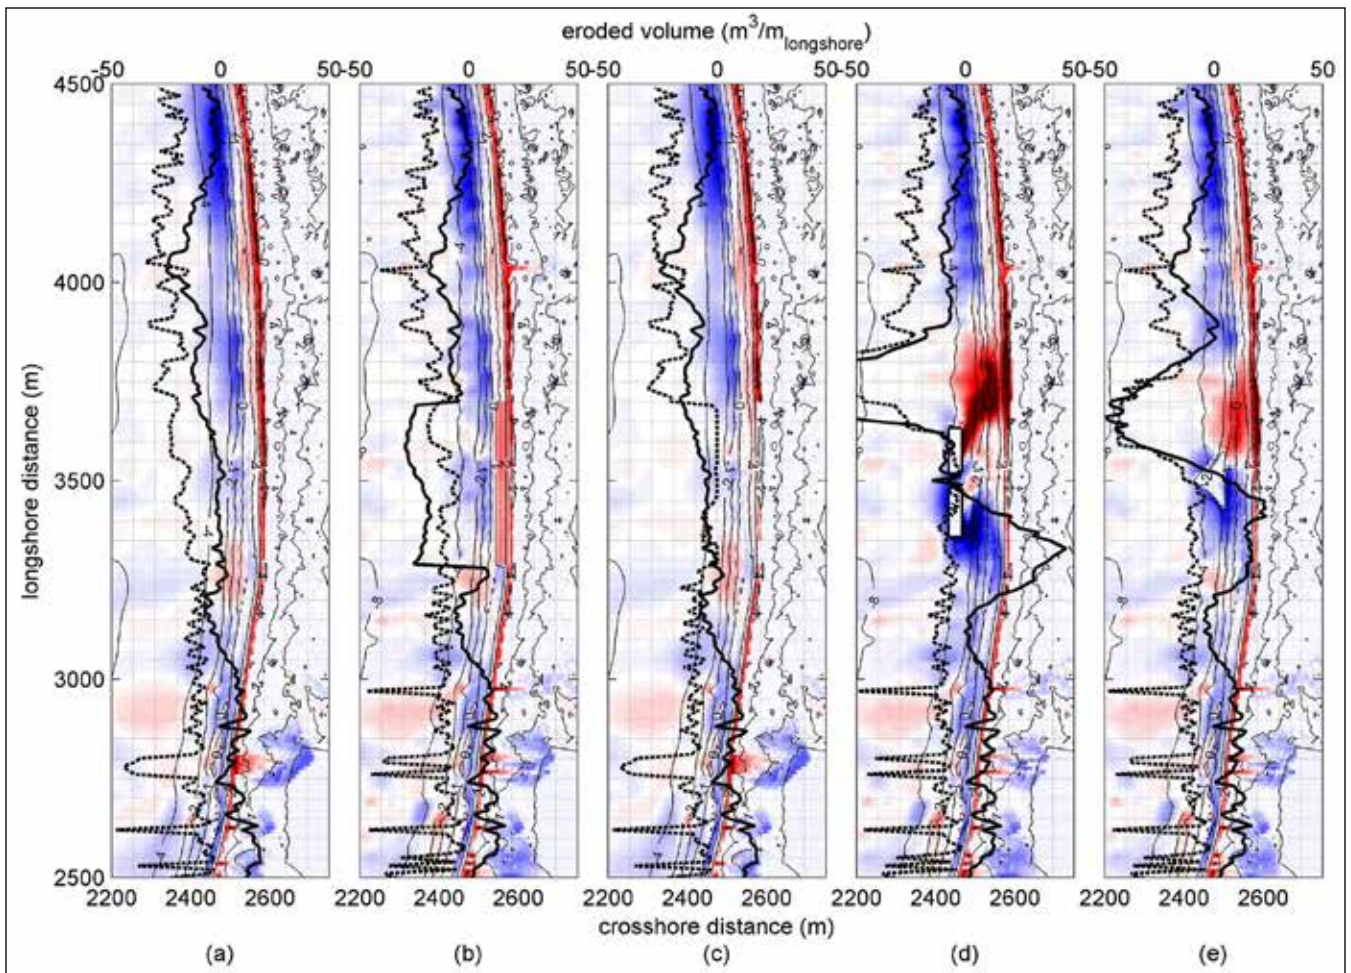 eroded volume (m3/mlongshore)
-50 0 50 -50 0 50 -50 0 50 -50 0 50 -50 0 50
4500
4000
3500
3000
2500
longshore distance (m)
2200 2400 2600 2200 2400 2600 2200 2400 2600 2200 2400 2600 2200 2400 2600
crosshore distance (m)
(a) (b) (c) (d) (e)